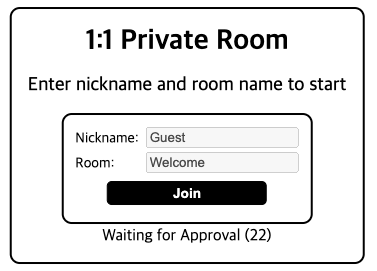 1:1 Private Room
Enter nickname and room name to start
Nickname: Guest
Room: Welcome
Join
Waiting for Approval (22)